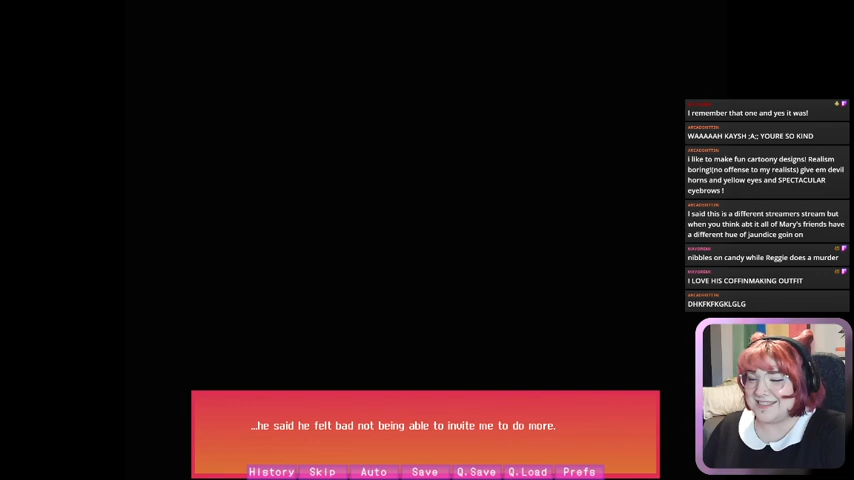 I remember that one and yes it was!
ARCADONTTIN
WAAAAAH KAYSH ;A;; YOURE SO KIND
ARCADONTTIN
i like to make fun cartoony designs! Realism
boring!(no offense to my realists) give em devil
horns and yellow eyes and SPECTACULAR
eyebrows !
ARCADONTTIN
I said this is a different streamers stream but
when you think abt it all of Mary's friends have
a different hue of jaundice goin on
nibbles on candy while Reggie does a murder
I LOVE HIS COFFINMAKING OUTFIT
ARCADONTTIN
DHKFKFKGKLGLG
...he said he felt bad not being able to invite me to do more.
History Skip Auto Save Q.Save Q.Load Prefs